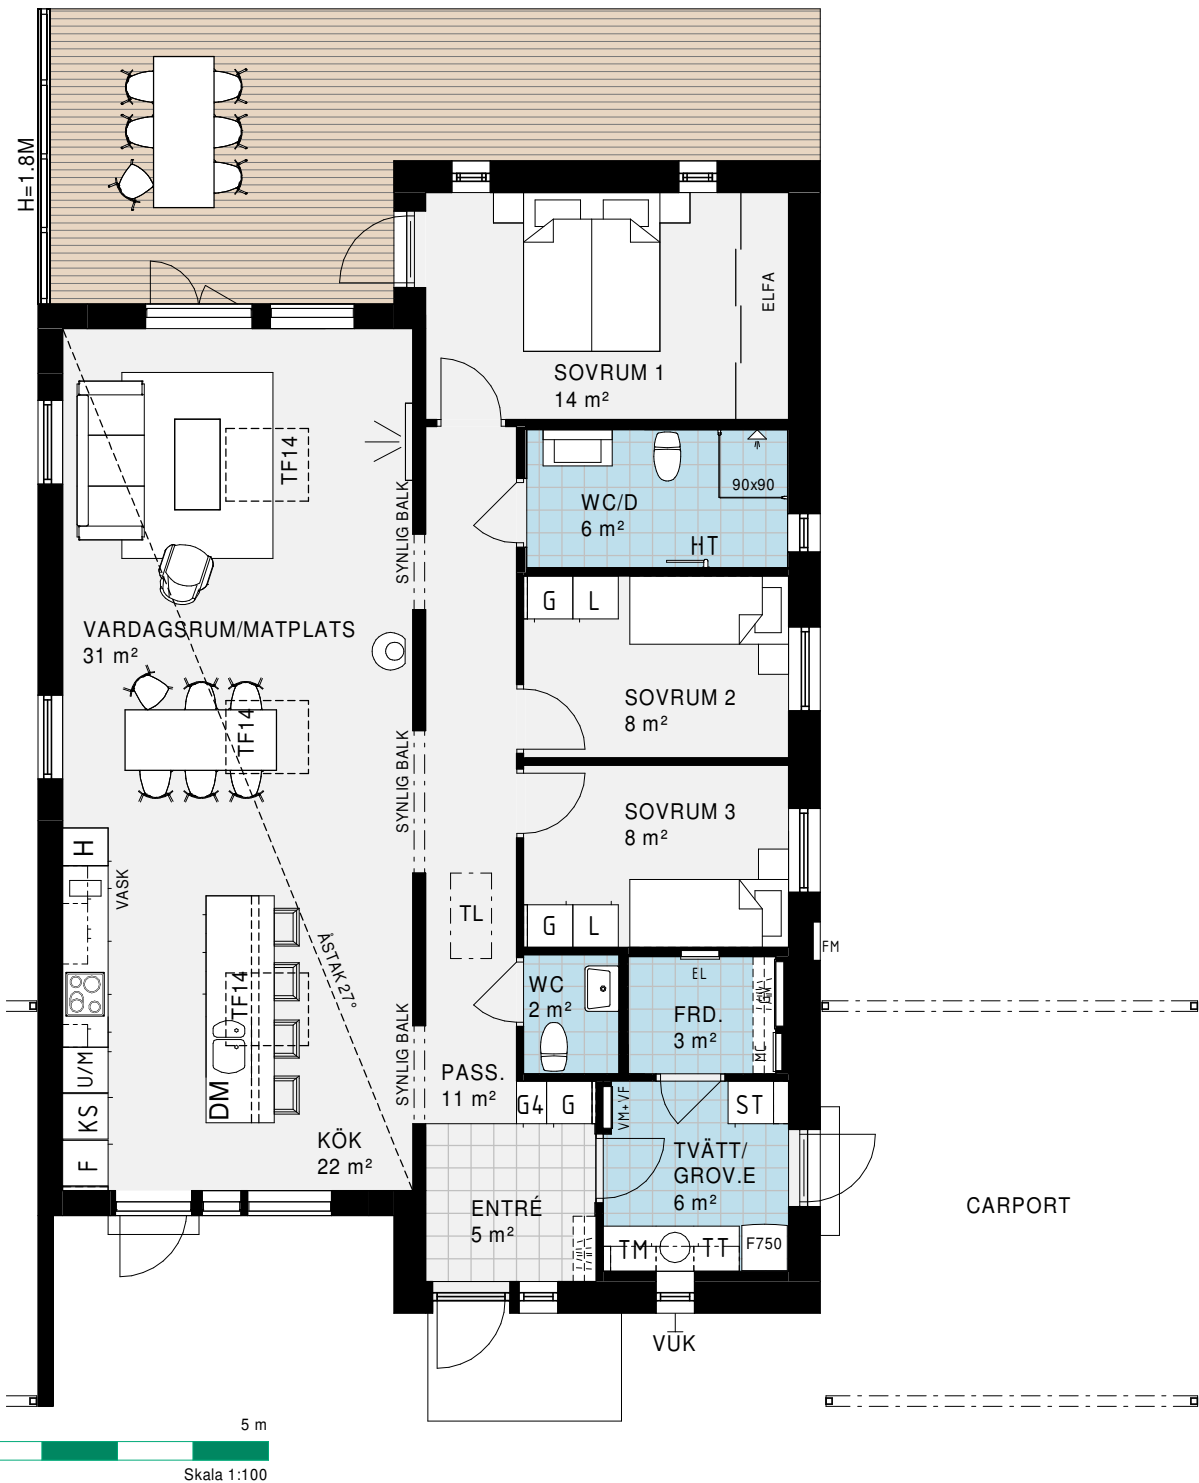 H=1.8M
ELFA
SOVRUM 1
14 m²
TF14
90x90
WC/D
6 m²
HT
SYNLIG BALK
G
L
VARDAGSRUM/MATPLATS
31 m²
SOVRUM 2
8 m²
TF14
SYNLIG BALK
SOVRUM 3
8 m²
H
VASK
TL
G
L
FM
ÅSTAK 27°
EL
WC
2 m²
TF14
FRD.
3 m²
GV
MC
SYNLIG BALK
U/M
PASS.
11 m²
DM
KS
G4
G
VM+VF
ST
KÖK
22 m²
F
TVÄTT/
GROV.E
6 m²
ENTRÉ
5 m²
CARPORT
TM
TT
F750
VUK
5 m
Skala 1:100